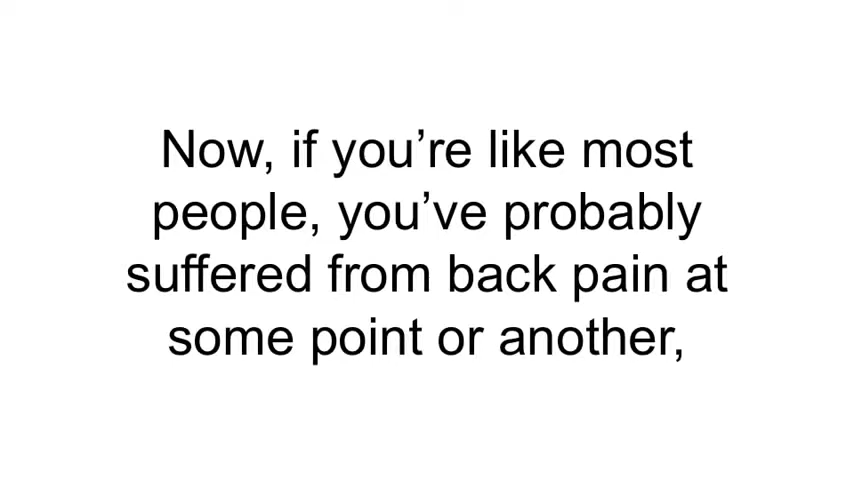 Now, if you’re like most
people, you’ve probably
suffered from back pain at
some point or another,